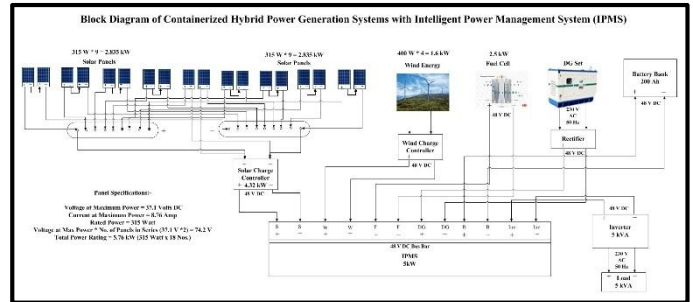 Block Diagram of Containerized Hybrid Power Generation Systems with Intelligent Power Management System (IPMS)
315 W * 9 = 2.835 kW
Solar Panels
315 W * 9 = 2.835 kW
Solar Panels
400 W * 4 = 1.6 kW
Wind Energy
2.5 kW
Fuel Cell
DG Set
Battery Bank
200 Ah
+ −
48 V DC
48 V DC
230 V
AC
50 Hz
Rectifier
48 V DC
Wind Charge
Controller
48 V DC
Solar Charge
Controller
+ 4.32 kW −
48 V DC
Panel Specifications:-
Voltage at Maximum Power = 37.1 Volts DC
Current at Maximum Power = 8.76 Amp
Rated Power = 315 Watt
Voltage at Max Power * No. of Panels in Series (37.1 V *2) = 74.2 V
Total Power Rating = 5.76 kW (315 Watt x 18 Nos.)
S S W W F F DG DG B B
+ − + − + − + − + −
48 V DC Bus Bar
IPMS
5kW
48 V DC
Inverter
5 kVA
230 V
AC
50 Hz
Load
5 kVA